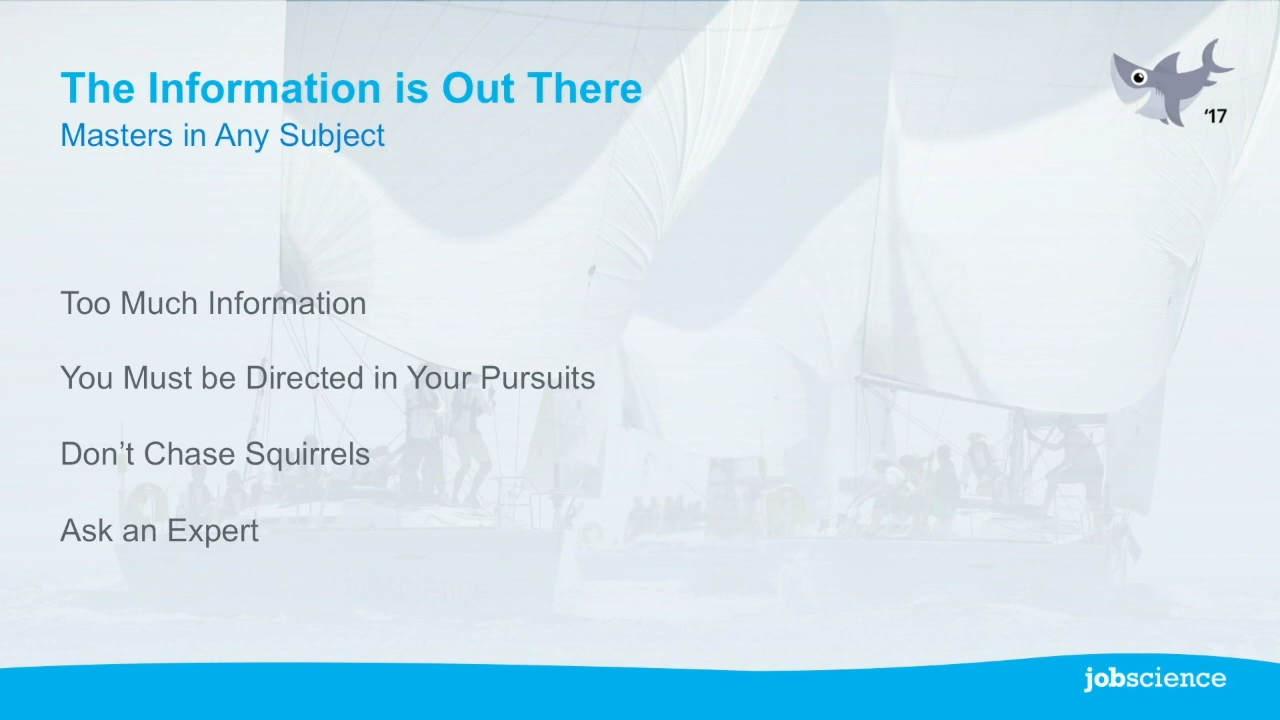 The Information is Out There
Masters in Any Subject
‘17
Too Much Information
You Must be Directed in Your Pursuits
Don’t Chase Squirrels
Ask an Expert
jobscience